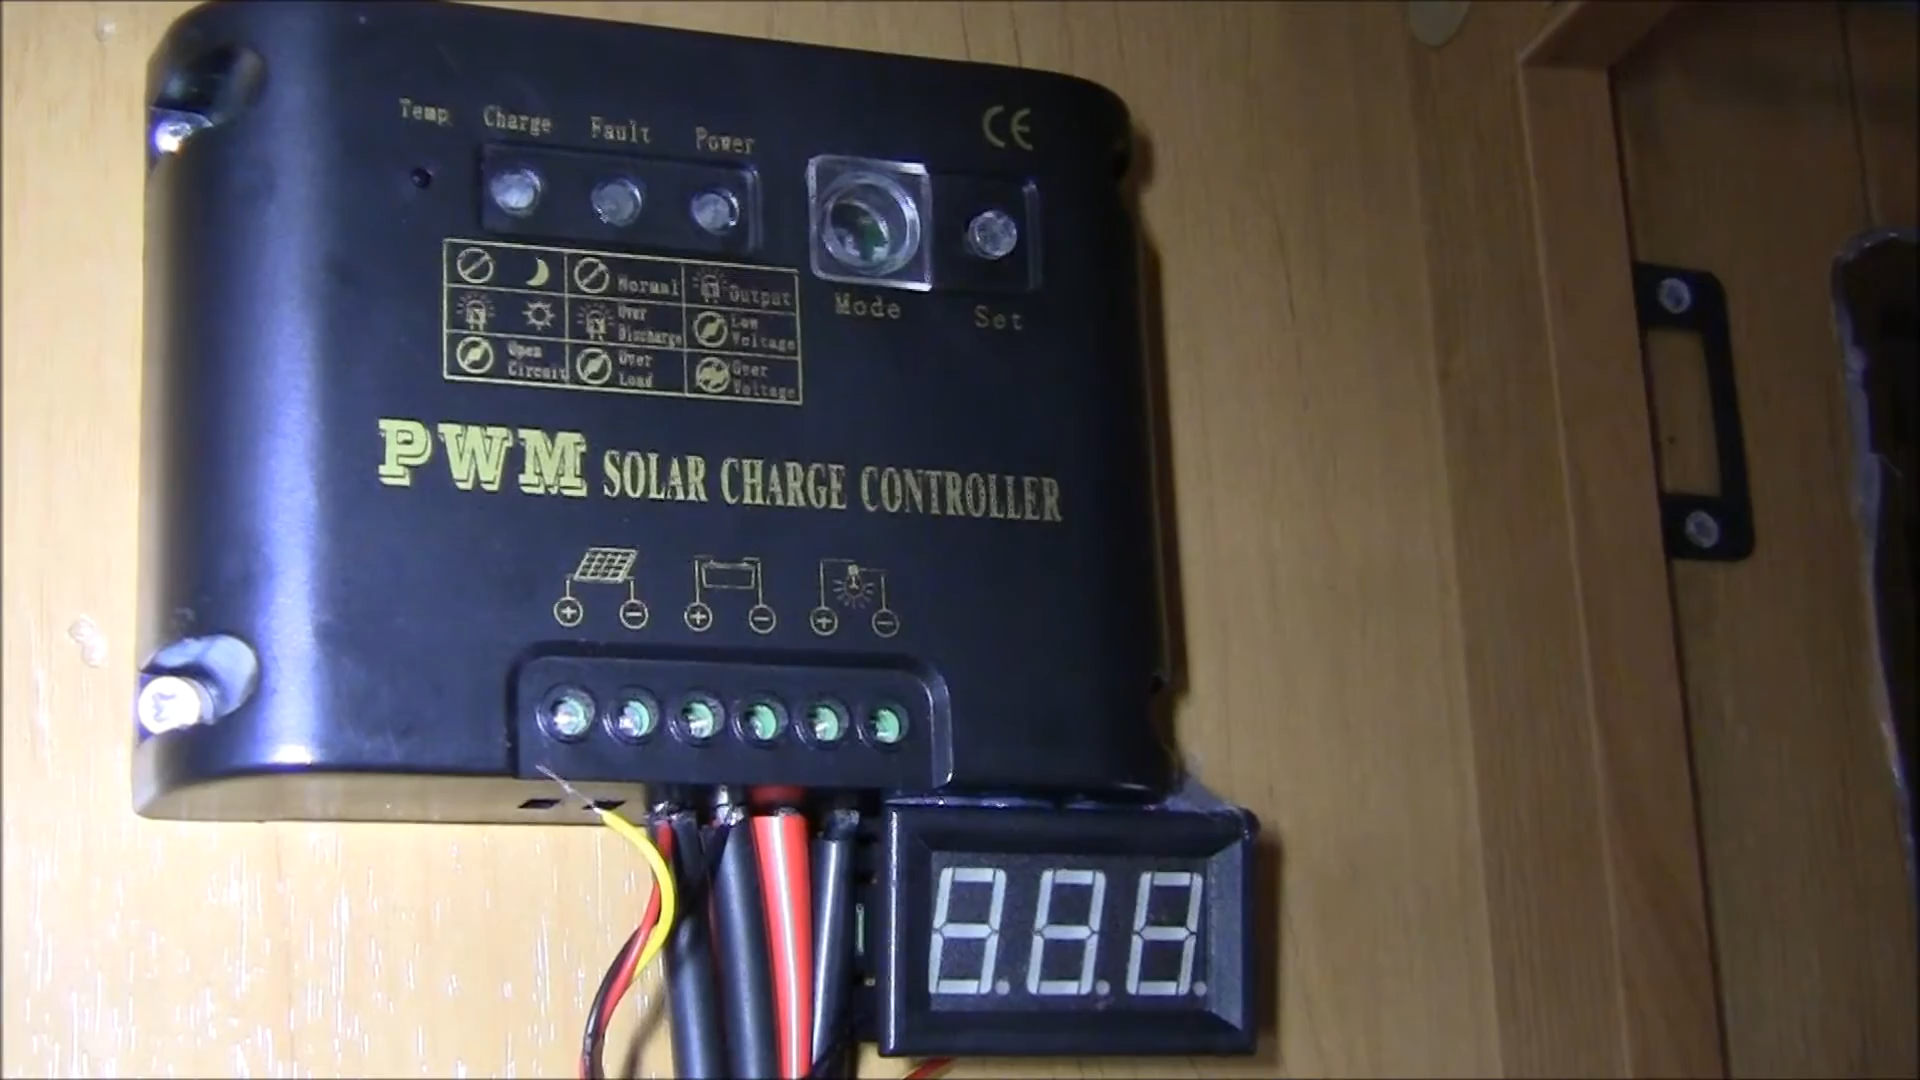 Temp Charge Fault Power
CE
Normal
Output
Over Discharge
Low Voltage
Open Circuit
Over Load
Over Voltage
Mode
Set
PWM SOLAR CHARGE CONTROLLER
+ − + − + −
8.8.8.